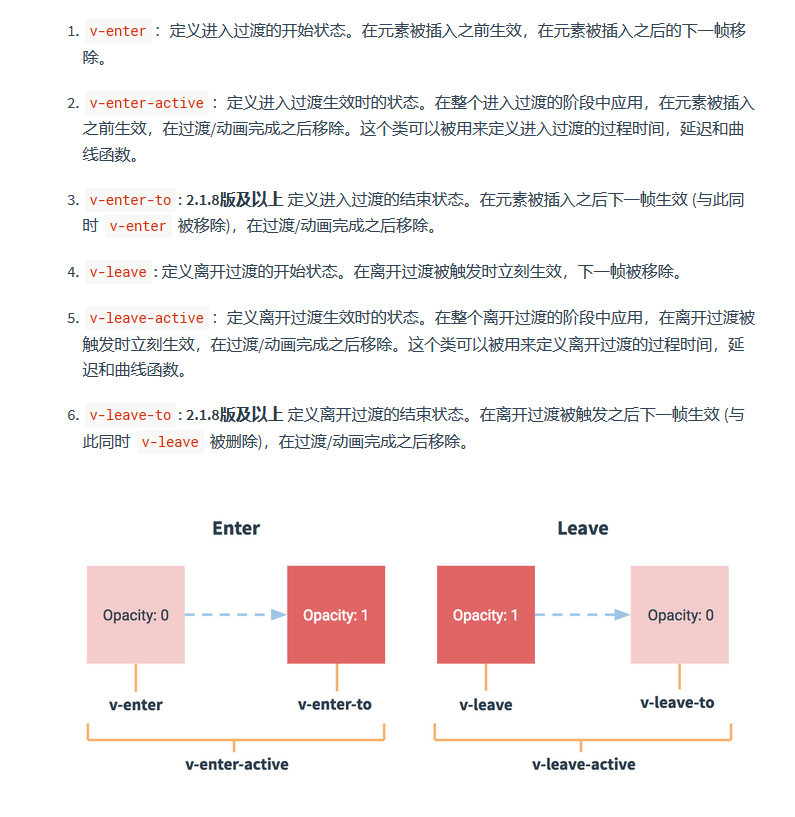 1. v-enter ：定义进入过渡的开始状态。在元素被插入之前生效，在元素被插入之后的下一帧移
除。
2. v-enter-active ：定义进入过渡生效时的状态。在整个进入过渡的阶段中应用，在元素被插入
之前生效，在过渡/动画完成之后移除。这个类可以被用来定义进入过渡的过程时间，延迟和曲
线函数。
3. v-enter-to : 2.1.8版及以上 定义进入过渡的结束状态。在元素被插入之后下一帧生效 (与此同
时 v-enter 被移除)，在过渡/动画完成之后移除。
4. v-leave : 定义离开过渡的开始状态。在离开过渡被触发时立刻生效，下一帧被移除。
5. v-leave-active ：定义离开过渡生效时的状态。在整个离开过渡的阶段中应用，在离开过渡被
触发时立刻生效，在过渡/动画完成之后移除。这个类可以被用来定义离开过渡的过程时间，延
迟和曲线函数。
6. v-leave-to : 2.1.8版及以上 定义离开过渡的结束状态。在离开过渡被触发之后下一帧生效 (与
此同时 v-leave 被删除)，在过渡/动画完成之后移除。
Enter
Leave
Opacity: 0
Opacity: 1
Opacity: 1
Opacity: 0
v-enter
v-enter-to
v-leave
v-leave-to
v-enter-active
v-leave-active